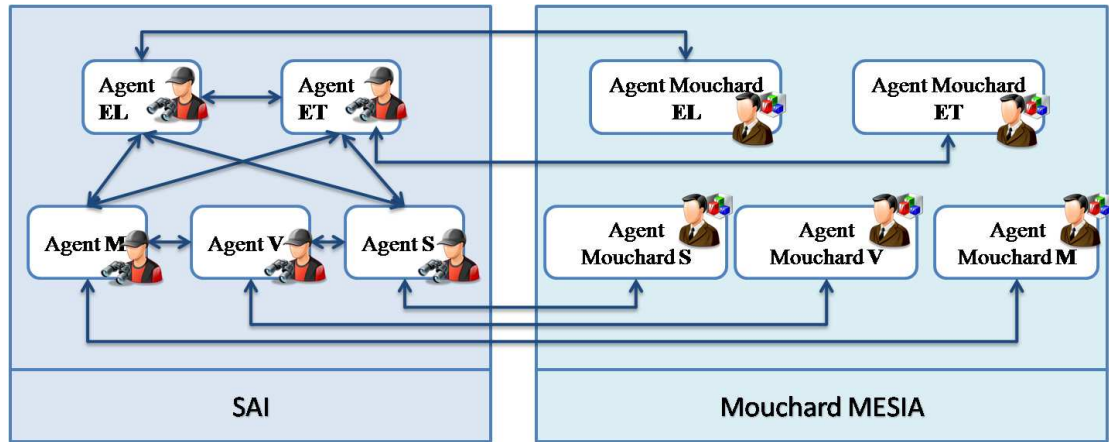 Agent
EL
Agent
ET
Agent Mouchard
EL
Agent Mouchard
ET
Agent M
Agent V
Agent S
Agent
Mouchard S
Agent
Mouchard V
Agent
Mouchard M
SAI
Mouchard MESIA